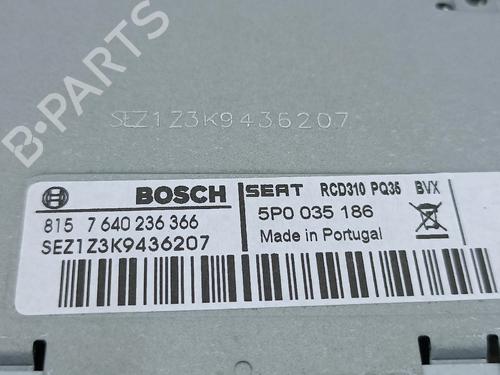 B-PARTS
SEZ1Z3K9436207
BOSCH SEAT RCD310 PQ35 BVX
815 7 640 236 366 5P0 035 186
SEZ1Z3K9436207 Made in Portugal